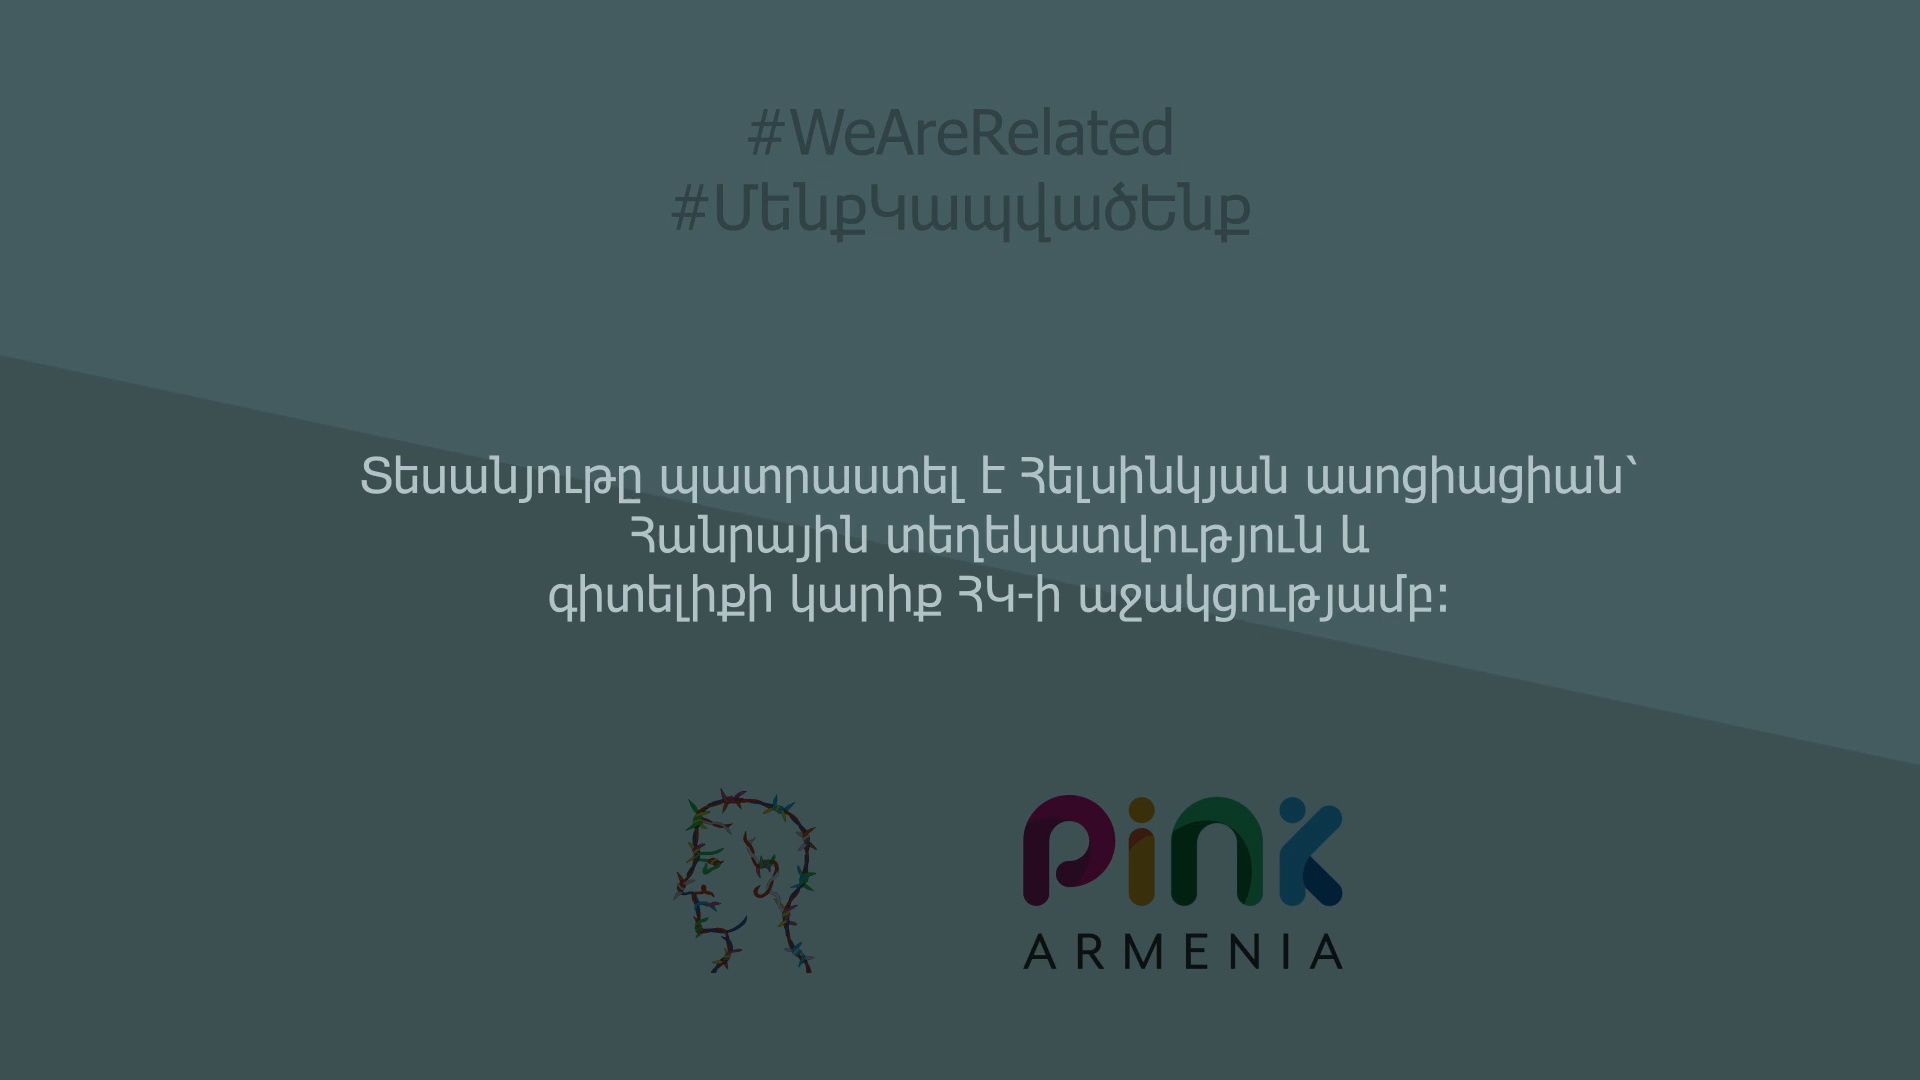 #WeAreRelated
#ՄենքԿապվածԵնք
Տեսանյութը պատրաստել է Հելսինկյան ասոցիացիան՝
Հանրային տեղեկատվություն և
գիտելիքի կարիք ՀԿ-ի աջակցությամբ:
pink
ARMENIA